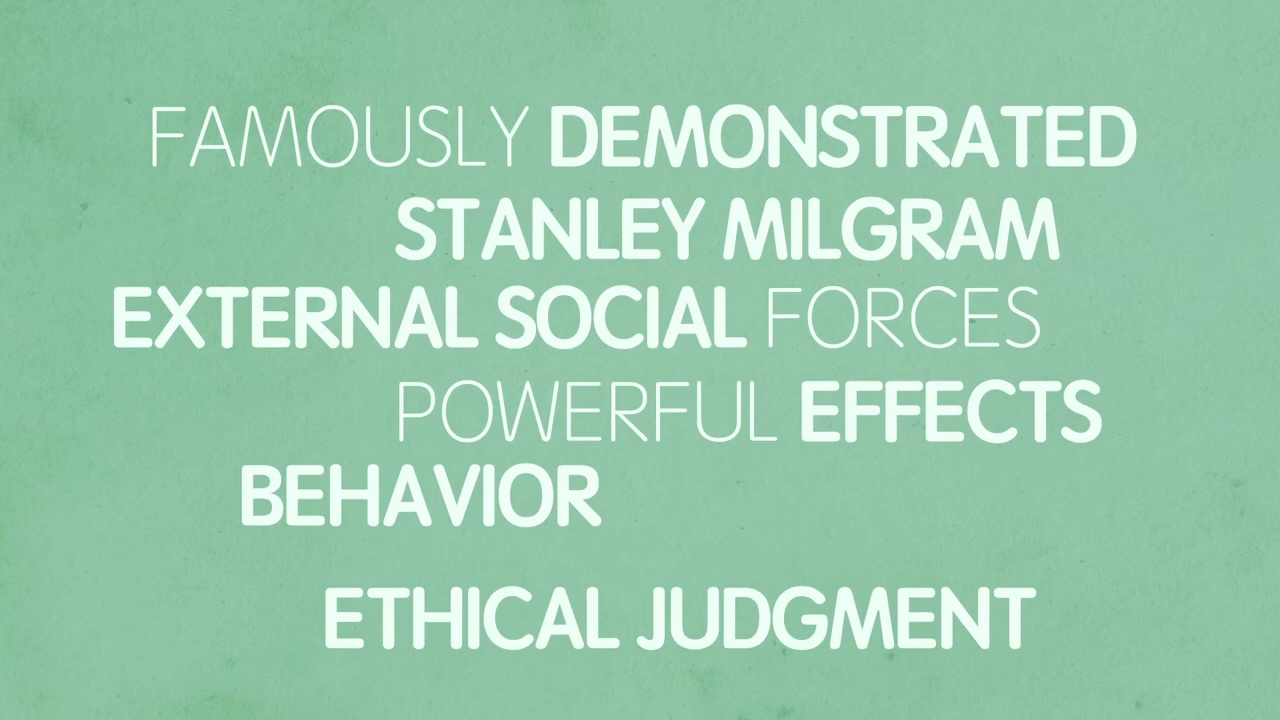 FAMOUSLY DEMONSTRATED
STANLEY MILGRAM
EXTERNAL SOCIAL FORCES
POWERFUL EFFECTS
BEHAVIOR
ETHICAL JUDGMENT